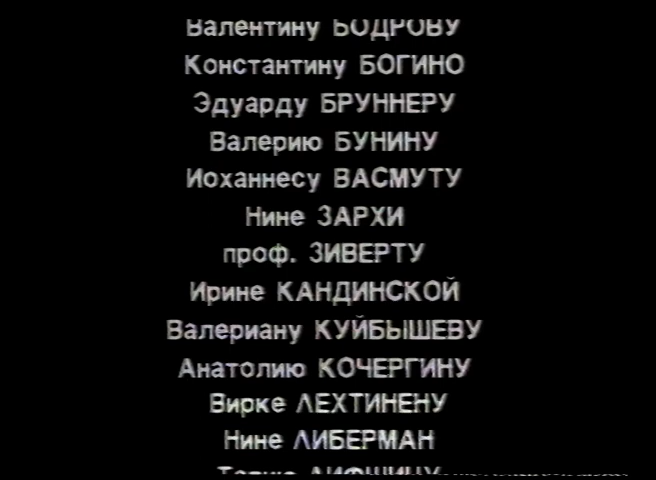 Валентину БОДРОВУ
Константину БОГИНО
Эдуарду БРУННЕРУ
Валерию БУНИНУ
Иоханнесу ВАСМУТУ
Нине ЗАРХИ
проф. ЗИВЕРТУ
Ирине КАНДИНСКОЙ
Валериану КУЙБЫШЕВУ
Анатолию КОЧЕРГИНУ
Вирке ЛЕХТИНЕНУ
Нине ЛИБЕРМАН